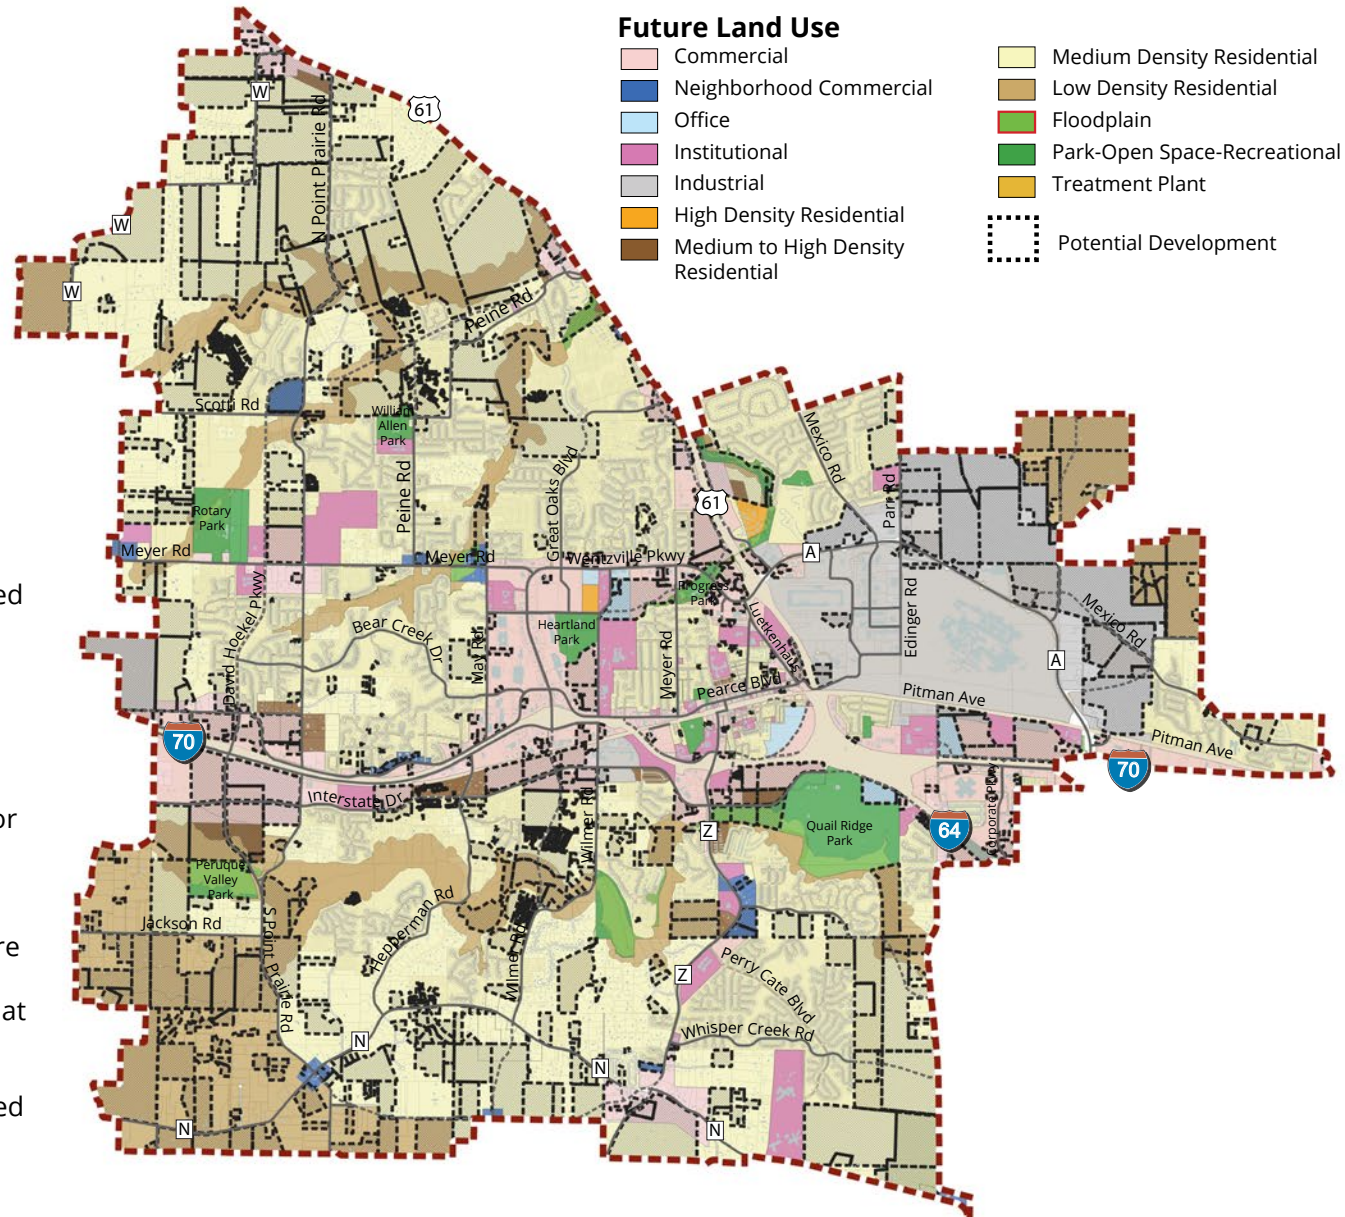 Future Land Use
Commercial
Neighborhood Commercial
Office
Institutional
Industrial
High Density Residential
Medium to High Density
Residential
Medium Density Residential
Low Density Residential
Floodplain
Park-Open Space-Recreational
Treatment Plant
Potential Development
W
61
N Point Prairie Rd
W
W
Peine Rd
Scotti Rd
William
Allen
Park
Mexico Rd
Peine Rd
Great Oaks Blvd
61
Parr Rd
Rotary
Park
Meyer Rd
Meyer Rd
Wentzville Pkwy
A
ed
David Hoekel Pkwy
Progress
Park
Luetkenhaus
Edinger Rd
Mexico Rd
Bear Creek Dr
May Rd
Heartland
Park
Meyer Rd
A
Pearce Blvd
Pitman Ave
70
Pitman Ave
70
Interstate Dr
Wilmer Rd
Corporate Pkwy
or
Z
Quail Ridge
Park
64
Peruque
Valley
Park
Jackson Rd
S Point Prairie Rd
Hepperman Rd
Wilmer Rd
re
Z
Perry Cate Blvd
at
Whisper Creek Rd
N
N
ed
N
N